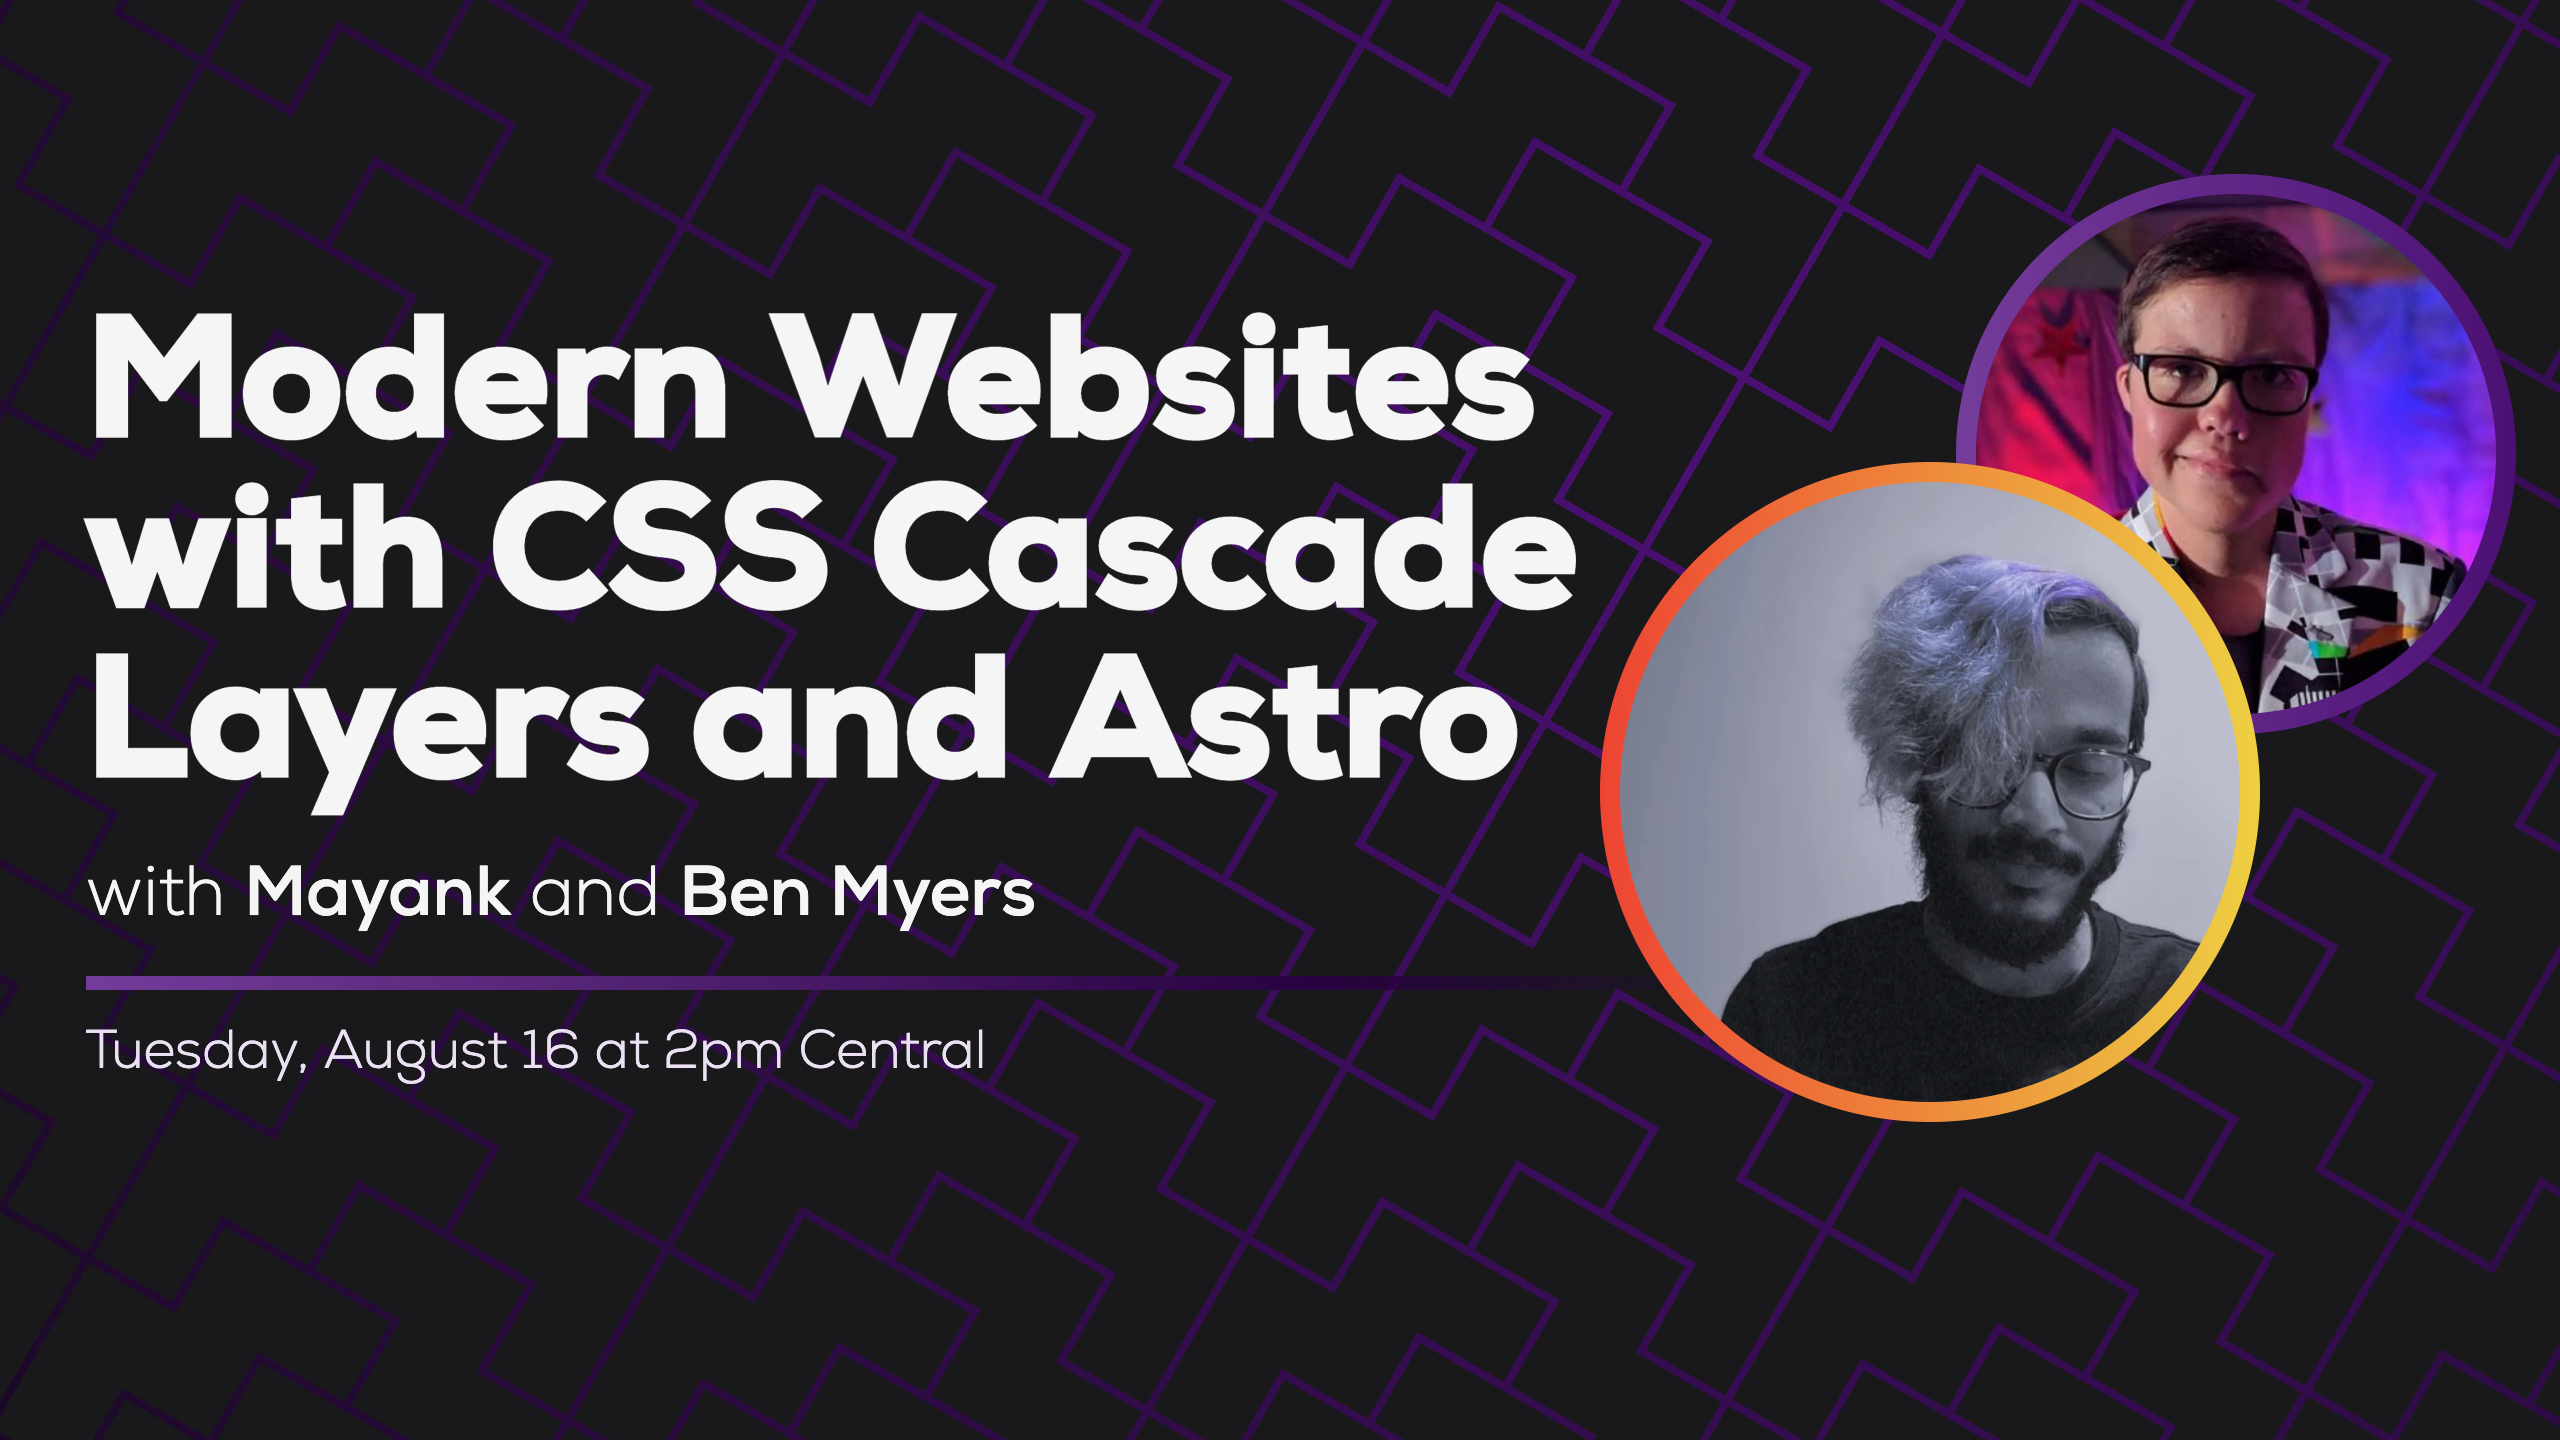 Modern Websites
with CSS Cascade
Layers and Astro
with Mayank and Ben Myers
Tuesday, August 16 at 2pm Central